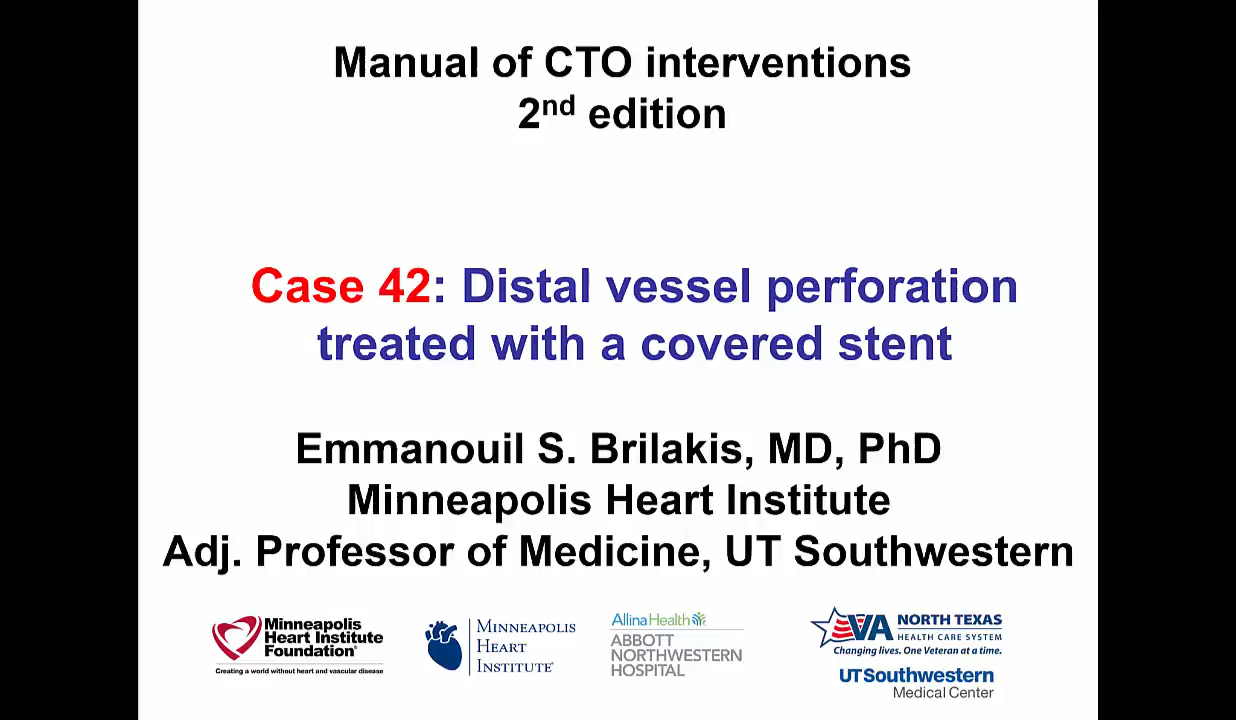 Manual of CTO interventions
2nd edition
Case 42: Distal vessel perforation
treated with a covered stent
Emmanouil S. Brilakis, MD, PhD
Minneapolis Heart Institute
Adj. Professor of Medicine, UT Southwestern
Minneapolis
Heart Institute
Foundation®
Creating a world without heart and vascular disease
MINNEAPOLIS
HEART
INSTITUTE®
Allina Health
ABBOTT
NORTHWESTERN
HOSPITAL
VA NORTH TEXAS
HEALTH CARE SYSTEM
Changing lives. One Veteran at a time.
UTSouthwestern
Medical Center